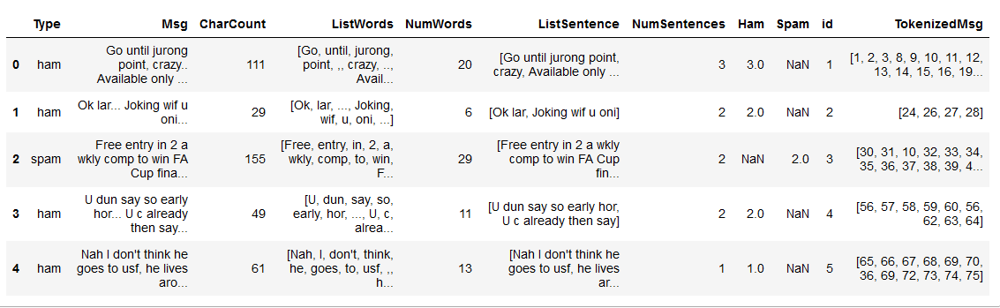 Type Msg CharCount ListWords NumWords ListSentence NumSentences Ham Spam id TokenizedMsg
0 ham Go until jurong point, crazy.. Available only ... 111 [Go, until, jurong, point, ,, crazy, .., Avail... 20 [Go until jurong point, crazy, Available only ... 3 3.0 NaN 1 [1, 2, 3, 8, 9, 10, 11, 12, 13, 14, 15, 16, 19...
1 ham Ok lar... Joking wif u oni... 29 [Ok, lar, ..., Joking, wif, u, oni, ...] 6 [Ok lar, Joking wif u oni] 2 2.0 NaN 2 [24, 26, 27, 28]
2 spam Free entry in 2 a wkly comp to win FA Cup fina... 155 [Free, entry, in, 2, a, wkly, comp, to, win, F... 29 [Free entry in 2 a wkly comp to win FA Cup fin... 2 NaN 2.0 3 [30, 31, 10, 32, 33, 34, 35, 36, 37, 38, 39, 4...
3 ham U dun say so early hor... U c already then say... 49 [U, dun, say, so, early, hor, ..., U, c, alrea... 11 [U dun say so early hor, U c already then say] 2 2.0 NaN 4 [56, 57, 58, 59, 60, 56, 62, 63, 64]
4 ham Nah I don't think he goes to usf, he lives aro... 61 [Nah, I, don't, think, he, goes, to, usf, ,, h... 13 [Nah I don't think he goes to usf, he lives ar... 1 1.0 NaN 5 [65, 66, 67, 68, 69, 70, 36, 69, 72, 73, 74, 75]